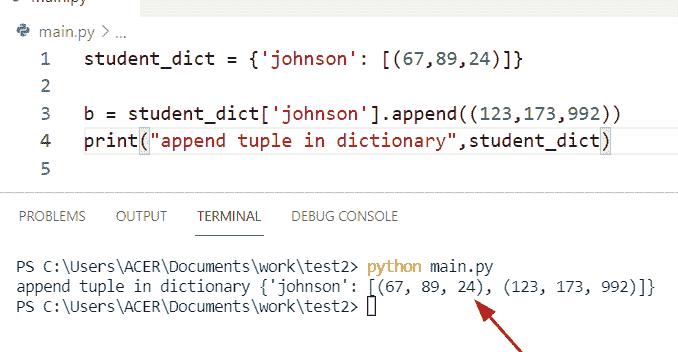 main.py
main.py > ...
1 student_dict = {'johnson': [(67,89,24)]}
2
3 b = student_dict['johnson'].append((123,173,992))
4 print("append tuple in dictionary",student_dict)
5
PROBLEMS OUTPUT TERMINAL DEBUG CONSOLE
PS C:\Users\ACER\Documents\work\test2> python main.py
append tuple in dictionary {'johnson': [(67, 89, 24), (123, 173, 992)]}
PS C:\Users\ACER\Documents\work\test2>